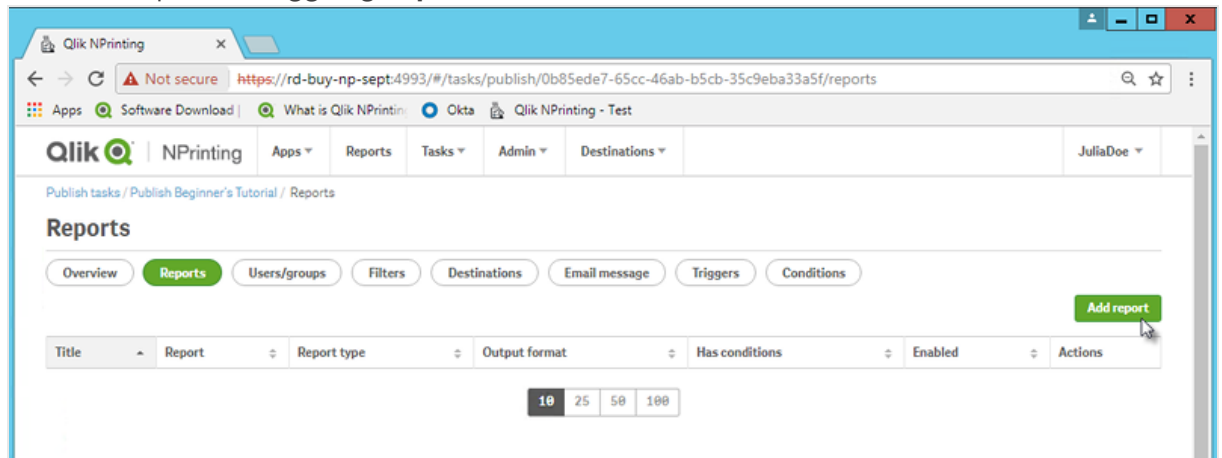 Qlik NPrinting
Not secure https://rd-buy-np-sept:4993/#/tasks/publish/0b85ede7-65cc-46ab-b5cb-35c9eba33a5f/reports
Apps Software Download | What is Qlik NPrinting Okta Qlik NPrinting - Test
Qlik NPrinting Apps Reports Tasks Admin Destinations JuliaDoe
Publish tasks / Publish Beginner's Tutorial / Reports
Reports
Overview Reports Users/groups Filters Destinations Email message Triggers Conditions
Add report
Title Report Report type Output format Has conditions Enabled Actions
10 25 50 100